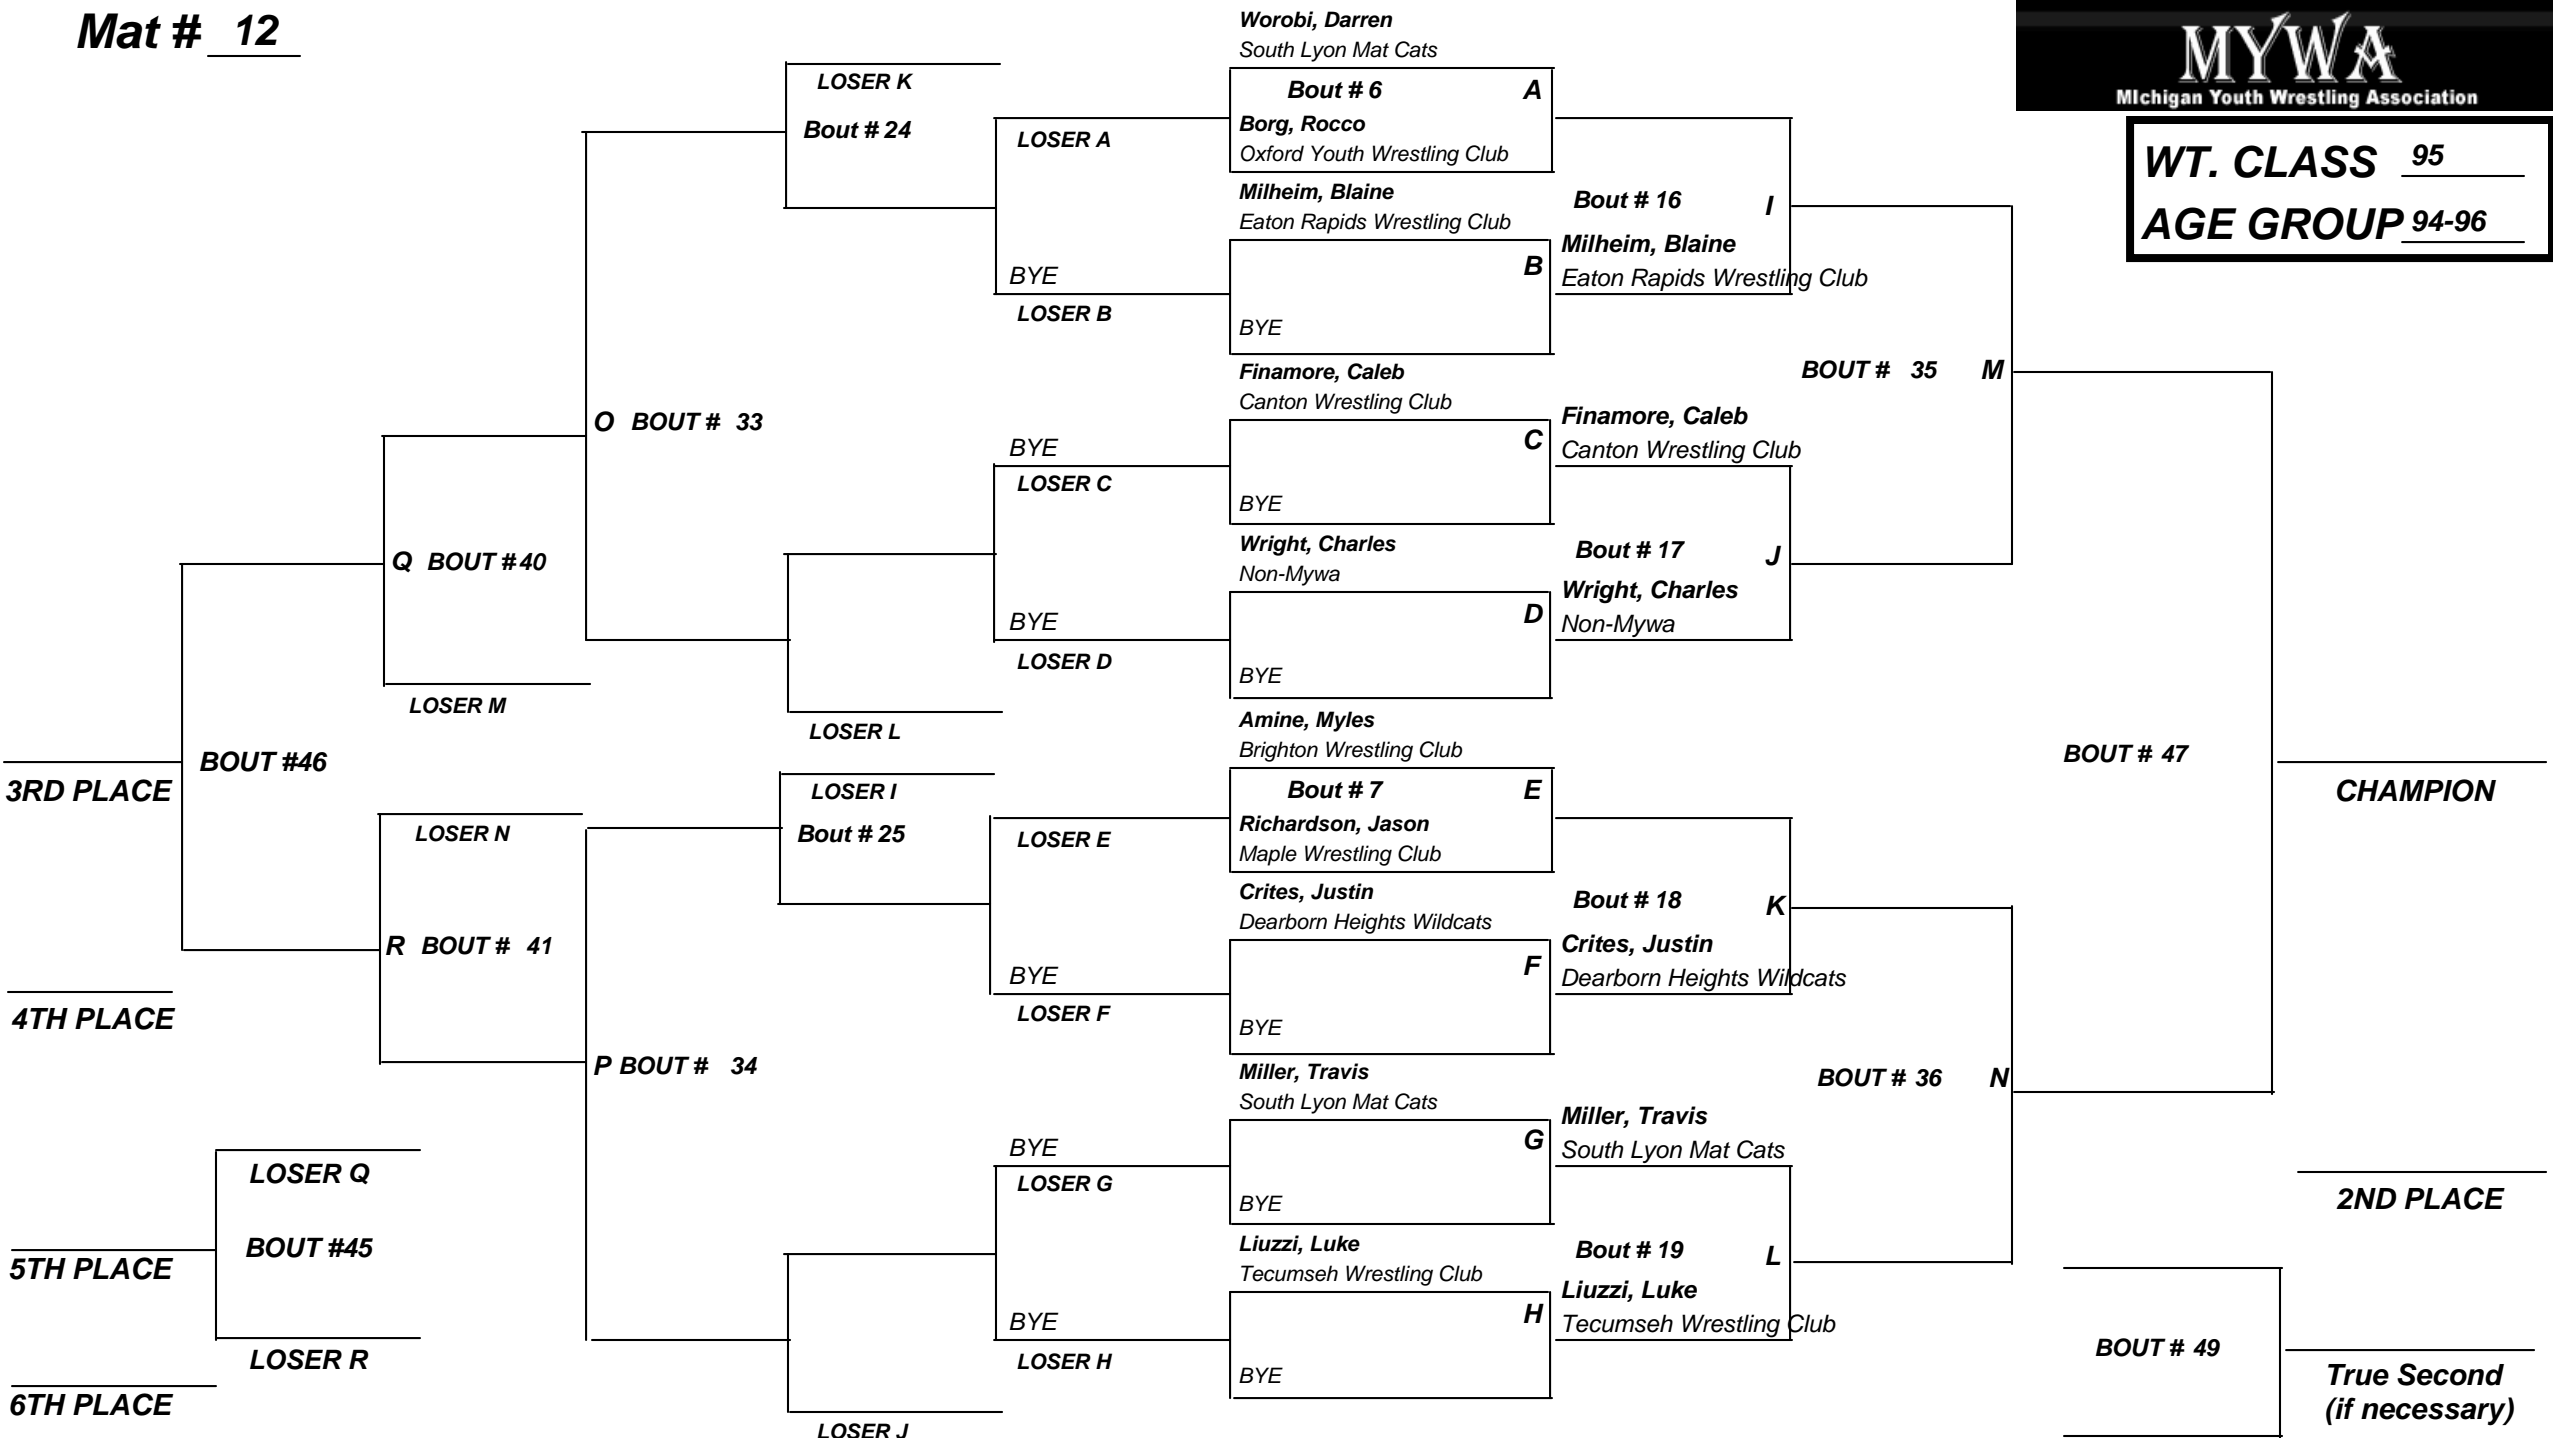 Mat # 12
MYWA
MIchigan Youth Wrestling Association
WT. CLASS 95
AGE GROUP 94-96
Worobi, Darren
South Lyon Mat Cats
Bout # 6 A
Borg, Rocco
Oxford Youth Wrestling Club
Milheim, Blaine
Eaton Rapids Wrestling Club
B
BYE
Finamore, Caleb
Canton Wrestling Club
C
BYE
Wright, Charles
Non-Mywa
D
BYE
Amine, Myles
Brighton Wrestling Club
Bout # 7 E
Richardson, Jason
Maple Wrestling Club
Crites, Justin
Dearborn Heights Wildcats
F
BYE
Miller, Travis
South Lyon Mat Cats
G
BYE
Liuzzi, Luke
Tecumseh Wrestling Club
H
BYE
Bout # 16 I
Milheim, Blaine
Eaton Rapids Wrestling Club
Finamore, Caleb
Canton Wrestling Club
Bout # 17 J
Wright, Charles
Non-Mywa
Bout # 18 K
Crites, Justin
Dearborn Heights Wildcats
Miller, Travis
South Lyon Mat Cats
Bout # 19 L
Liuzzi, Luke
Tecumseh Wrestling Club
BOUT # 35 M
BOUT # 36 N
BOUT # 47
CHAMPION
2ND PLACE
BOUT # 49
True Second
(if necessary)
LOSER A
BYE
LOSER B
BYE
LOSER C
BYE
LOSER D
LOSER E
BYE
LOSER F
BYE
LOSER G
BYE
LOSER H
LOSER K
Bout # 24
LOSER L
LOSER I
Bout # 25
LOSER J
O BOUT # 33
P BOUT # 34
Q BOUT #40
LOSER M
LOSER N
R BOUT # 41
BOUT #46
3RD PLACE
4TH PLACE
LOSER Q
BOUT #45
5TH PLACE
LOSER R
6TH PLACE